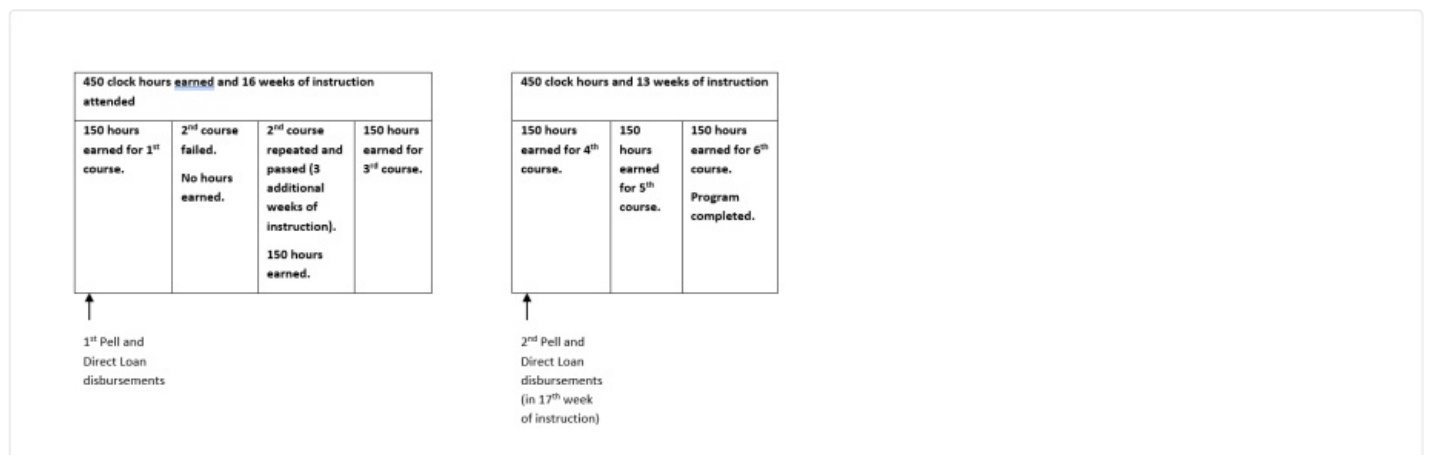 450 clock hours earned and 16 weeks of instruction
attended
150 hours
earned for 1st
course.
2nd course
failed.
No hours
earned.
2nd course
repeated and
passed (3
additional
weeks of
instruction).
150 hours
earned.
150 hours
earned for
3rd course.
1st Pell and
Direct Loan
disbursements
450 clock hours and 13 weeks of instruction
150 hours
earned for 4th
course.
150
hours
earned
for 5th
course.
150 hours
earned for 6th
course.
Program
completed.
2nd Pell and
Direct Loan
disbursements
(in 17th week
of instruction)